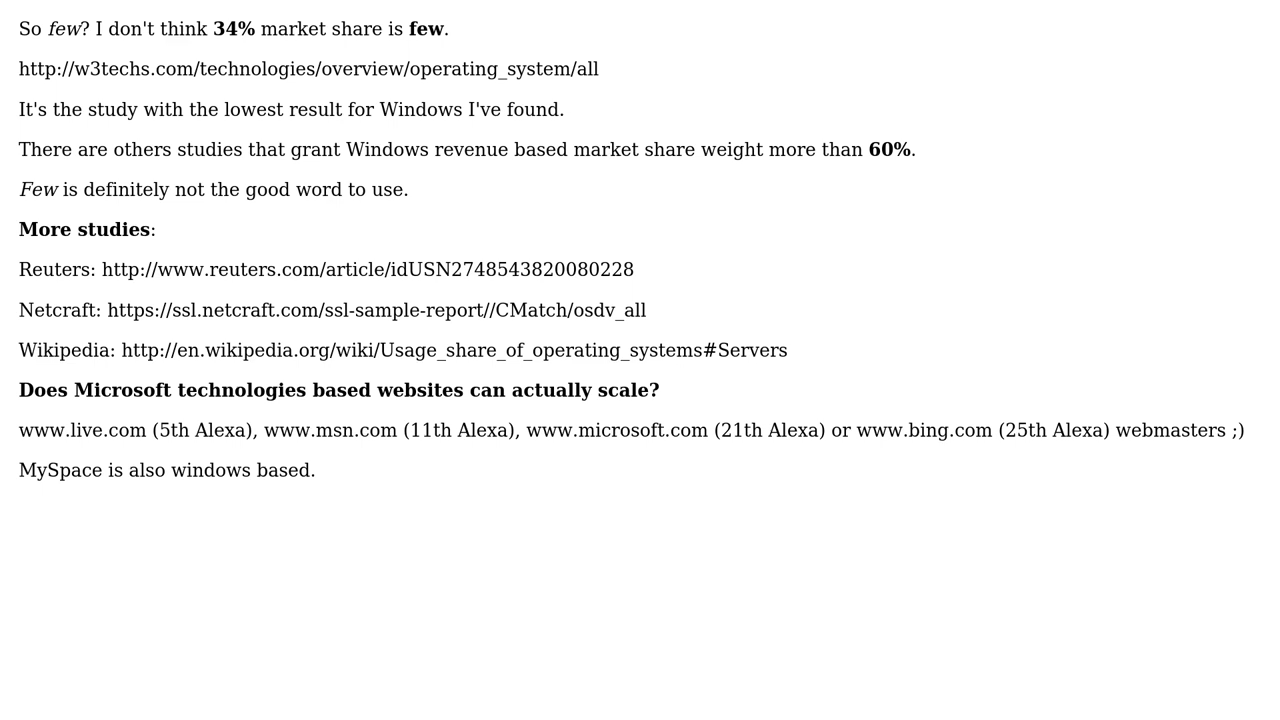 So few? I don't think 34% market share is few.
http://w3techs.com/technologies/overview/operating_system/all
It's the study with the lowest result for Windows I've found.
There are others studies that grant Windows revenue based market share weight more than 60%.
Few is definitely not the good word to use.
More studies:
Reuters: http://www.reuters.com/article/idUSN2748543820080228
Netcraft: https://ssl.netcraft.com/ssl-sample-report//CMatch/osdv_all
Wikipedia: http://en.wikipedia.org/wiki/Usage_share_of_operating_systems#Servers
Does Microsoft technologies based websites can actually scale?
www.live.com (5th Alexa), www.msn.com (11th Alexa), www.microsoft.com (21th Alexa) or www.bing.com (25th Alexa) webmasters ;)
MySpace is also windows based.